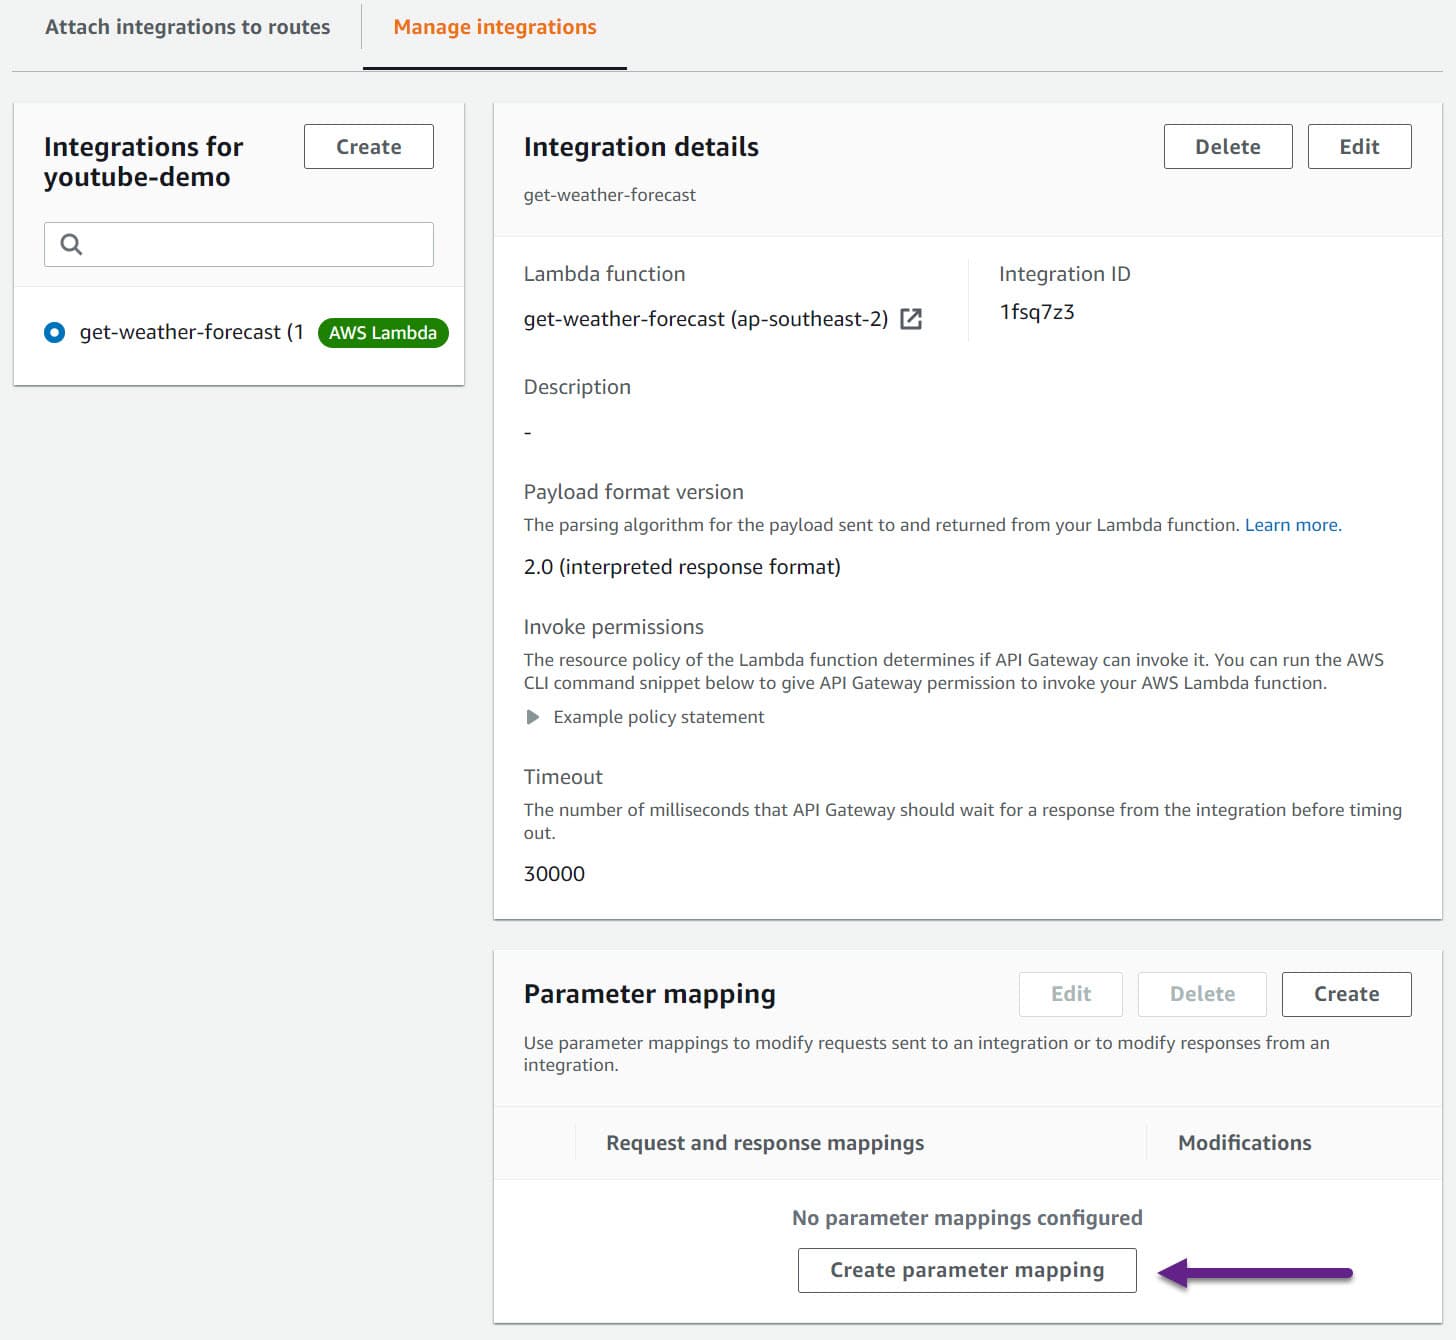 Attach integrations to routes
Manage integrations
Integrations for
youtube-demo
Create
get-weather-forecast (1
AWS Lambda
Integration details
Delete
Edit
get-weather-forecast
Lambda function
get-weather-forecast (ap-southeast-2)
Integration ID
1fsq7z3
Description
-
Payload format version
The parsing algorithm for the payload sent to and returned from your Lambda function. Learn more.
2.0 (interpreted response format)
Invoke permissions
The resource policy of the Lambda function determines if API Gateway can invoke it. You can run the AWS
CLI command snippet below to give API Gateway permission to invoke your AWS Lambda function.
Example policy statement
Timeout
The number of milliseconds that API Gateway should wait for a response from the integration before timing
out.
30000
Parameter mapping
Edit
Delete
Create
Use parameter mappings to modify requests sent to an integration or to modify responses from an
integration.
Request and response mappings
Modifications
No parameter mappings configured
Create parameter mapping